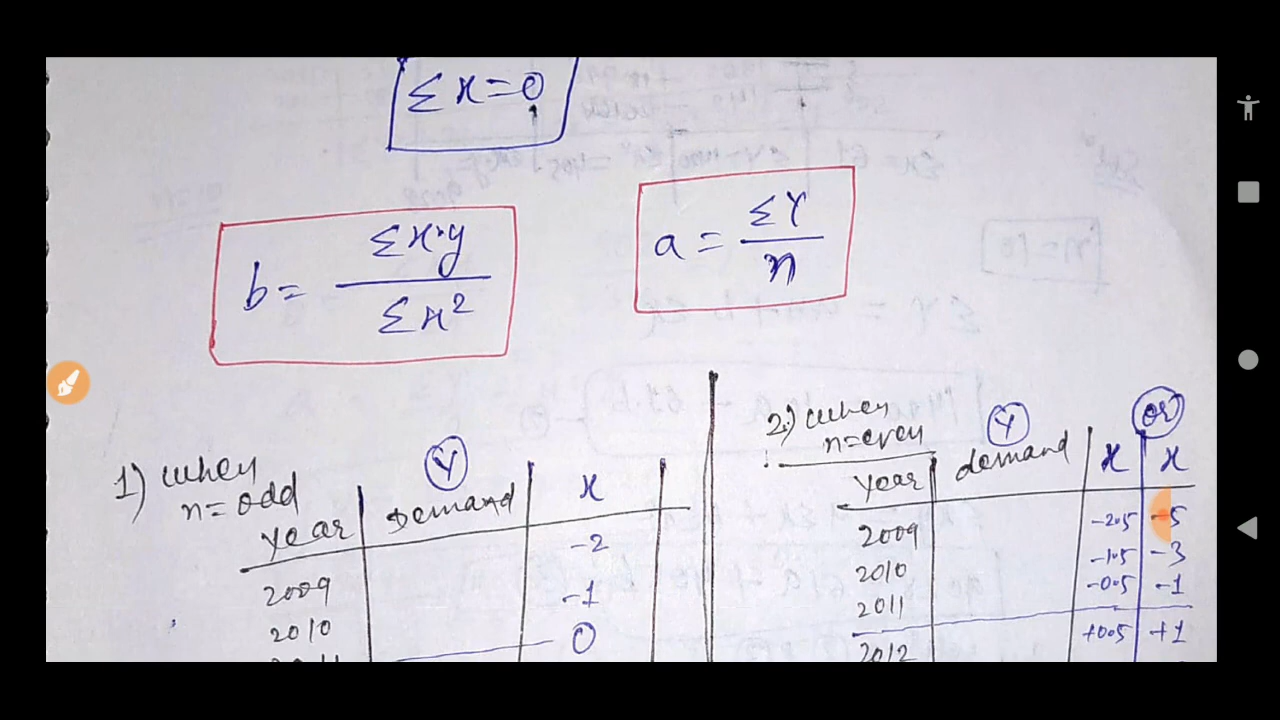 Σx=0
b = Σx·y / Σx²
a = ΣY / n
1) when n=odd
Y
year | Demand | x
2009 | | -2
2010 | | -1
0
2.) when n=even
Y or
year | demand | x | x
2009 | | -2.5 | -5
2010 | | -1.5 | -3
2011 | | -0.5 | -1
2012 | | +0.5 | +1